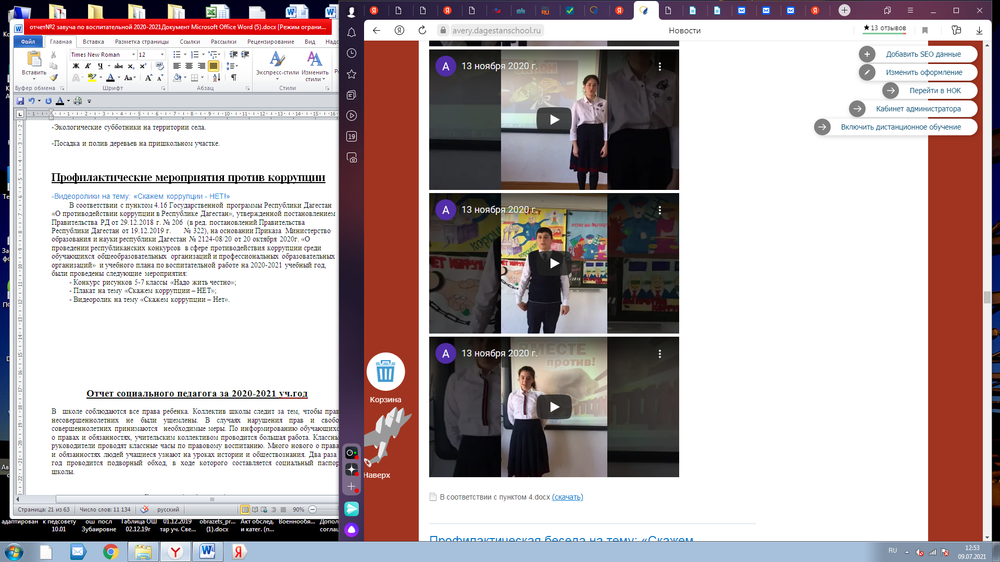 отчет№2 завуча по воспитательной 2020-2021Документ Microsoft Office Word (5).docx [Режим ограни...
Файл
Главная
Вставка
Разметка страницы
Ссылки
Рассылки
Рецензирование
Вид
Надс
Вставить
Times New Roman
12
Экспресс-стили
Изменить стили
Буфер обмена
Шрифт
Абзац
Стили
-Экологические субботники на территории села.
-Посадка и полив деревьев на пришкольном участке.
Профилактические мероприятия против коррупции
-Видеоролики на тему: «Скажем коррупции - НЕТ!»
В соответствии с пунктом 4.16 Государственной программы Республики Дагестан
«О противодействии коррупции в Республике Дагестан», утвержденной постановлением
Правительства РД от 29.12.2018 г. № 206 (в ред. постановлений Правительства
Республики Дагестан от 19.12.2019 г. № 322), на основании Приказа Министерство
образования и науки республики Дагестан № 2124-08/20 от 20 октября 2020г. «О
проведении республиканских конкурсов в сфере противодействия коррупции среди
обучающихся общеобразовательных организаций и профессиональных образовательных
организаций» и учебного плана по воспитательной работе на 2020-2021 учебный год,
были проведены следующие мероприятия:
- Конкурс рисунков 5-7 классы «Надо жить честно»;
- Плакат на тему «Скажем коррупции – НЕТ»;
- Видеоролик на тему «Скажем коррупции – Нет».
Отчет социального педагога за 2020-2021 уч.год
В школе соблюдаются все права ребенка. Коллектив школы следит за тем, чтобы прав
несовершеннолетних не были ущемлены. В случаях нарушения прав и свобо
совершеннолетних принимаются необходимые меры. По информированию обучающихс
о правах и обязанностях, учительским коллективом проводится большая работа. Классны
руководители проводят классные часы по правовому воспитанию. Много нового о права
и обязанностях людей учащиеся узнают на уроках истории и обществознания. Два раза
год проводится подворный обход, в ходе которого составляется социальный паспор
школы.
Страница: 21 из 63
Число слов: 11 134
русский
90%
адаптирован
к педсовету 10.01
ош посл Зубаировне
Таблица ОШ 02.12.19г
01.12.2019 тар уч. Све...
obrazets_pr... (1).docx
Акт обслед. и катег. (п...
Военнообя...
Допол соглаш
avery.dagestanschool.ru
Новости
★13 отзывов
19
Добавить SEO данные
Изменить оформление
Перейти в НОК
Кабинет администратора
Включить дистанционное обучение
А
13 ноября 2020 г.
А
13 ноября 2020 г.
А
13 ноября 2020 г.
ВМЕСТЕ
против!
Корзина
Наверх
В соответствии с пунктом 4.docx (скачать)
Профилактическая беседа на тему: «Скажем
RU
12:53
09.07.2021